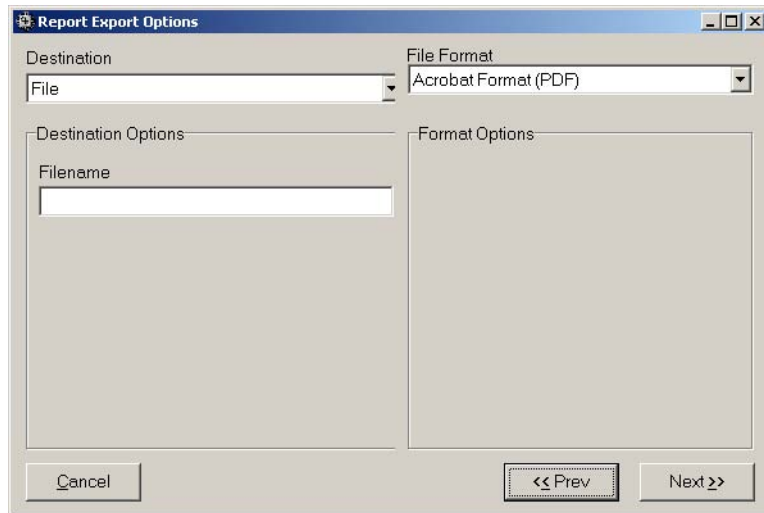 Report Export Options
Destination
File Format
File
Acrobat Format (PDF)
Destination Options
Format Options
Filename
Cancel
<< Prev
Next >>